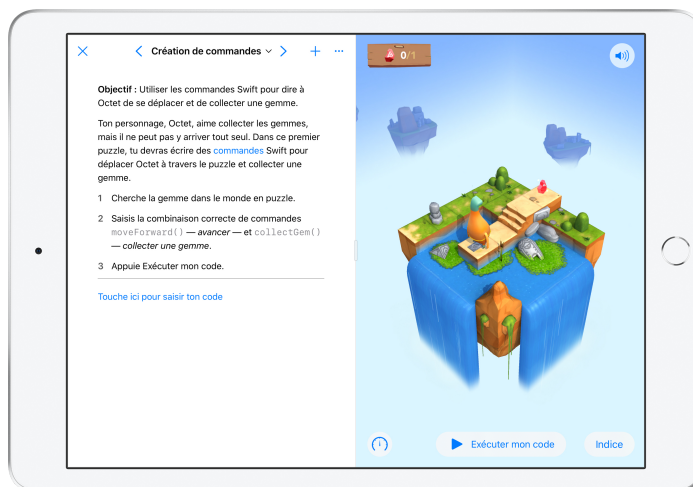 Création de commandes
Objectif : Utiliser les commandes Swift pour dire à
Octet de se déplacer et de collecter une gemme.
Ton personnage, Octet, aime collecter les gemmes,
mais il ne peut pas y arriver tout seul. Dans ce premier
puzzle, tu devras écrire des commandes Swift pour
déplacer Octet à travers le puzzle et collecter une
gemme.
1 Cherche la gemme dans le monde en puzzle.
2 Saisis la combinaison correcte de commandes
moveForward() — avancer — et collectGem()
— collecter une gemme.
3 Appuie Exécuter mon code.
Touche ici pour saisir ton code
0/1
Exécuter mon code
Indice